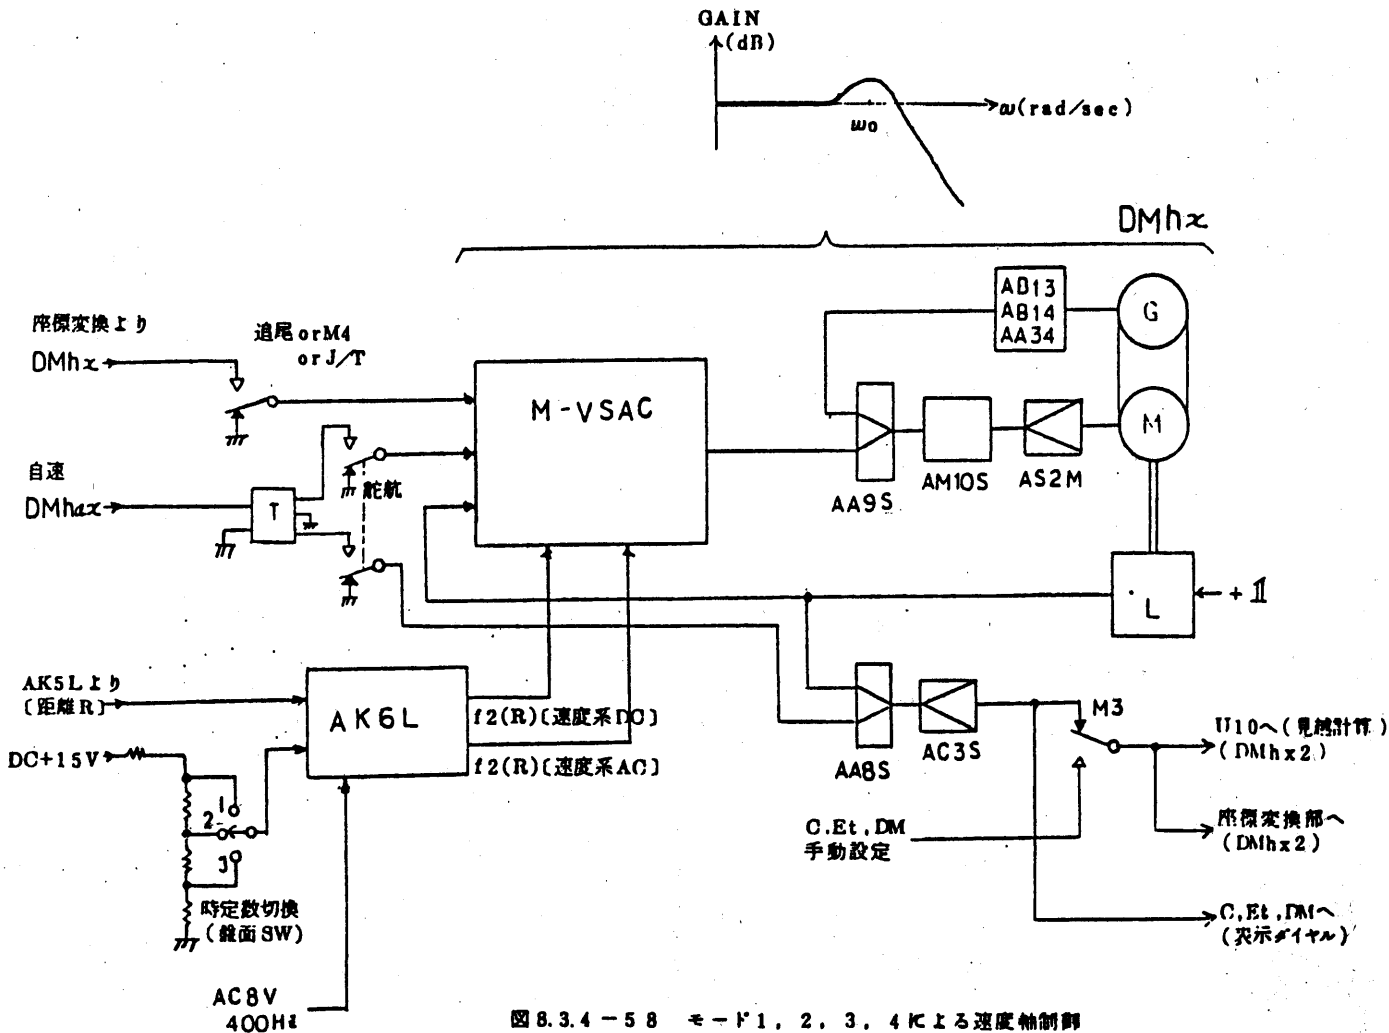 GAIN
(dB)
ω(rad/sec)
ω0
DMhx
座標変換より
DMhx
追尾orM4
orJ/T
自速
DMhax
T
舵航
M-VSAC
AB13
AB14
AA34
G
M
AA9S
AM10S
AS2M
L
+1
AK5Lより
〔距離R〕
DC+15V
AK6L
f2(R)〔速度系DC〕
f2(R)〔速度系AC〕
1
2
3
時定数切換
(盤面SW)
AC8V
400Hz
AA8S
AC3S
M3
C.Et.DM
手動設定
U10へ(見越計算)
(DMhx2)
座標変換部へ
(DMhx2)
C,Et,DMへ
(表示ダイヤル)
図8.3.4-58 モード1, 2, 3, 4による速度軸制御